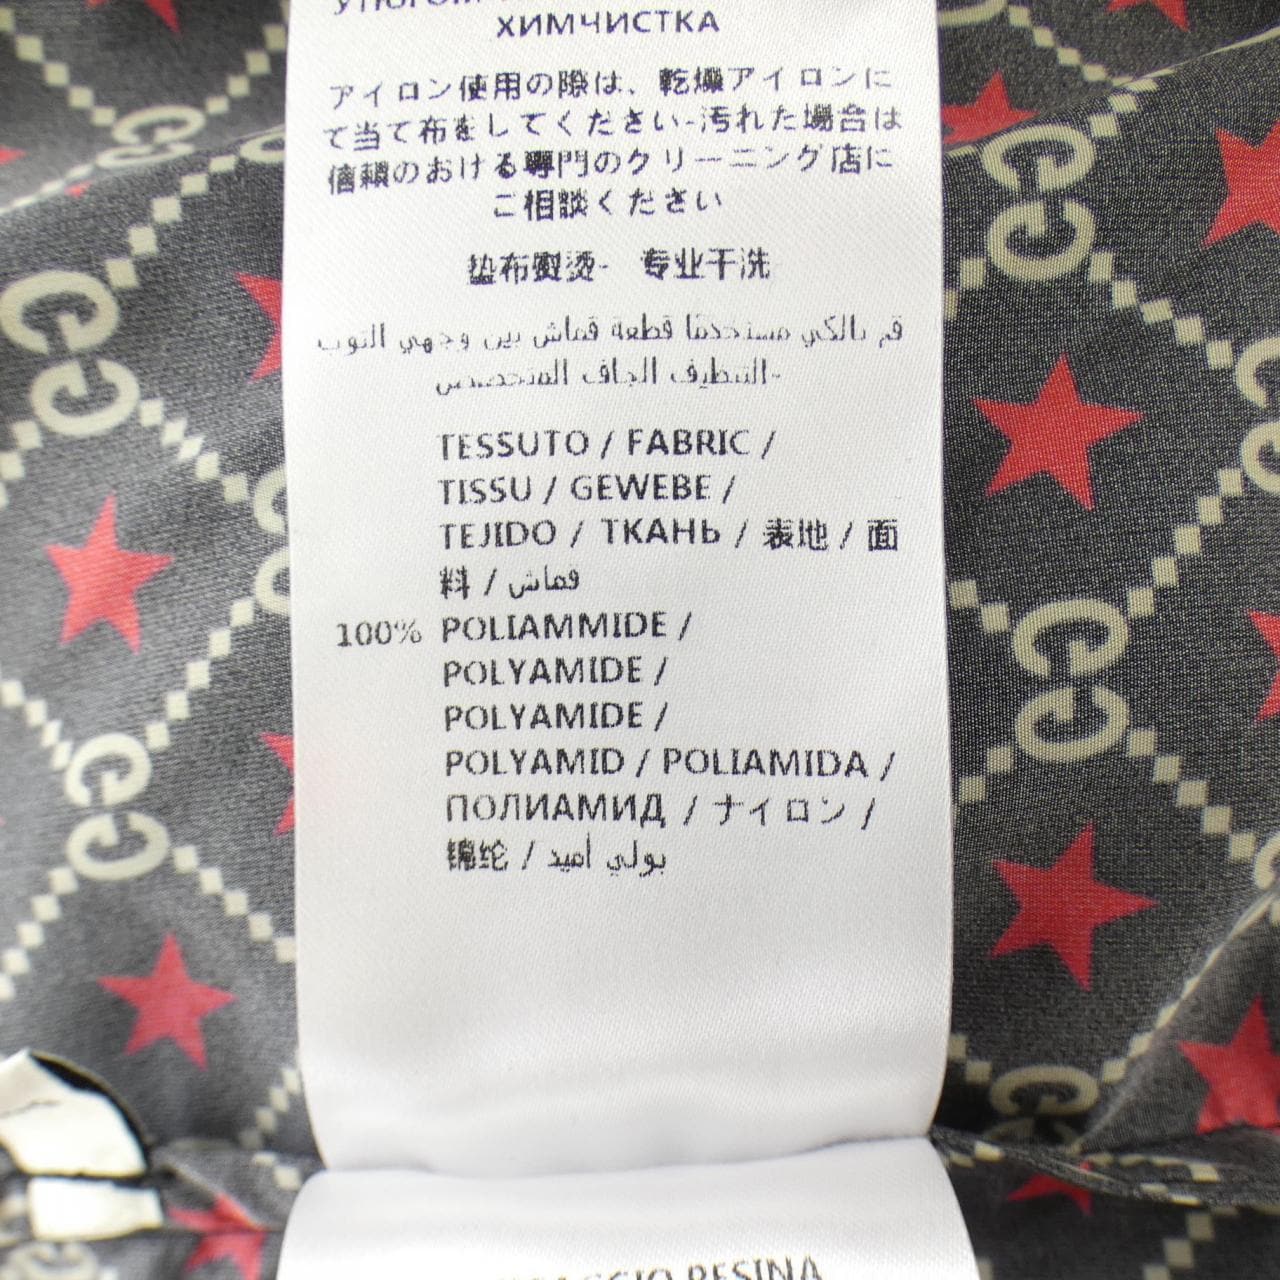 ХИМЧИСТКА
アイロン使用の際は、乾燥アイロンに
て当て布をしてください-汚れた場合は
信頼のおける専門のクリーニング店に
ご相談ください
垫布熨烫- 专业干洗
قم بالكي مستخدمًا قطعة قماش بين وجهي الثوب
-التنظيف الجاف المتخصص
TESSUTO / FABRIC /
TISSU / GEWEBE /
TEJIDO / ТКАНЬ / 表地 / 面
料 / قماش
100% POLIAMMIDE /
POLYAMIDE /
POLYAMIDE /
POLYAMID / POLIAMIDA /
ПОЛИАМИД / ナイロン /
锦纶 / بولي أميد
RESINA